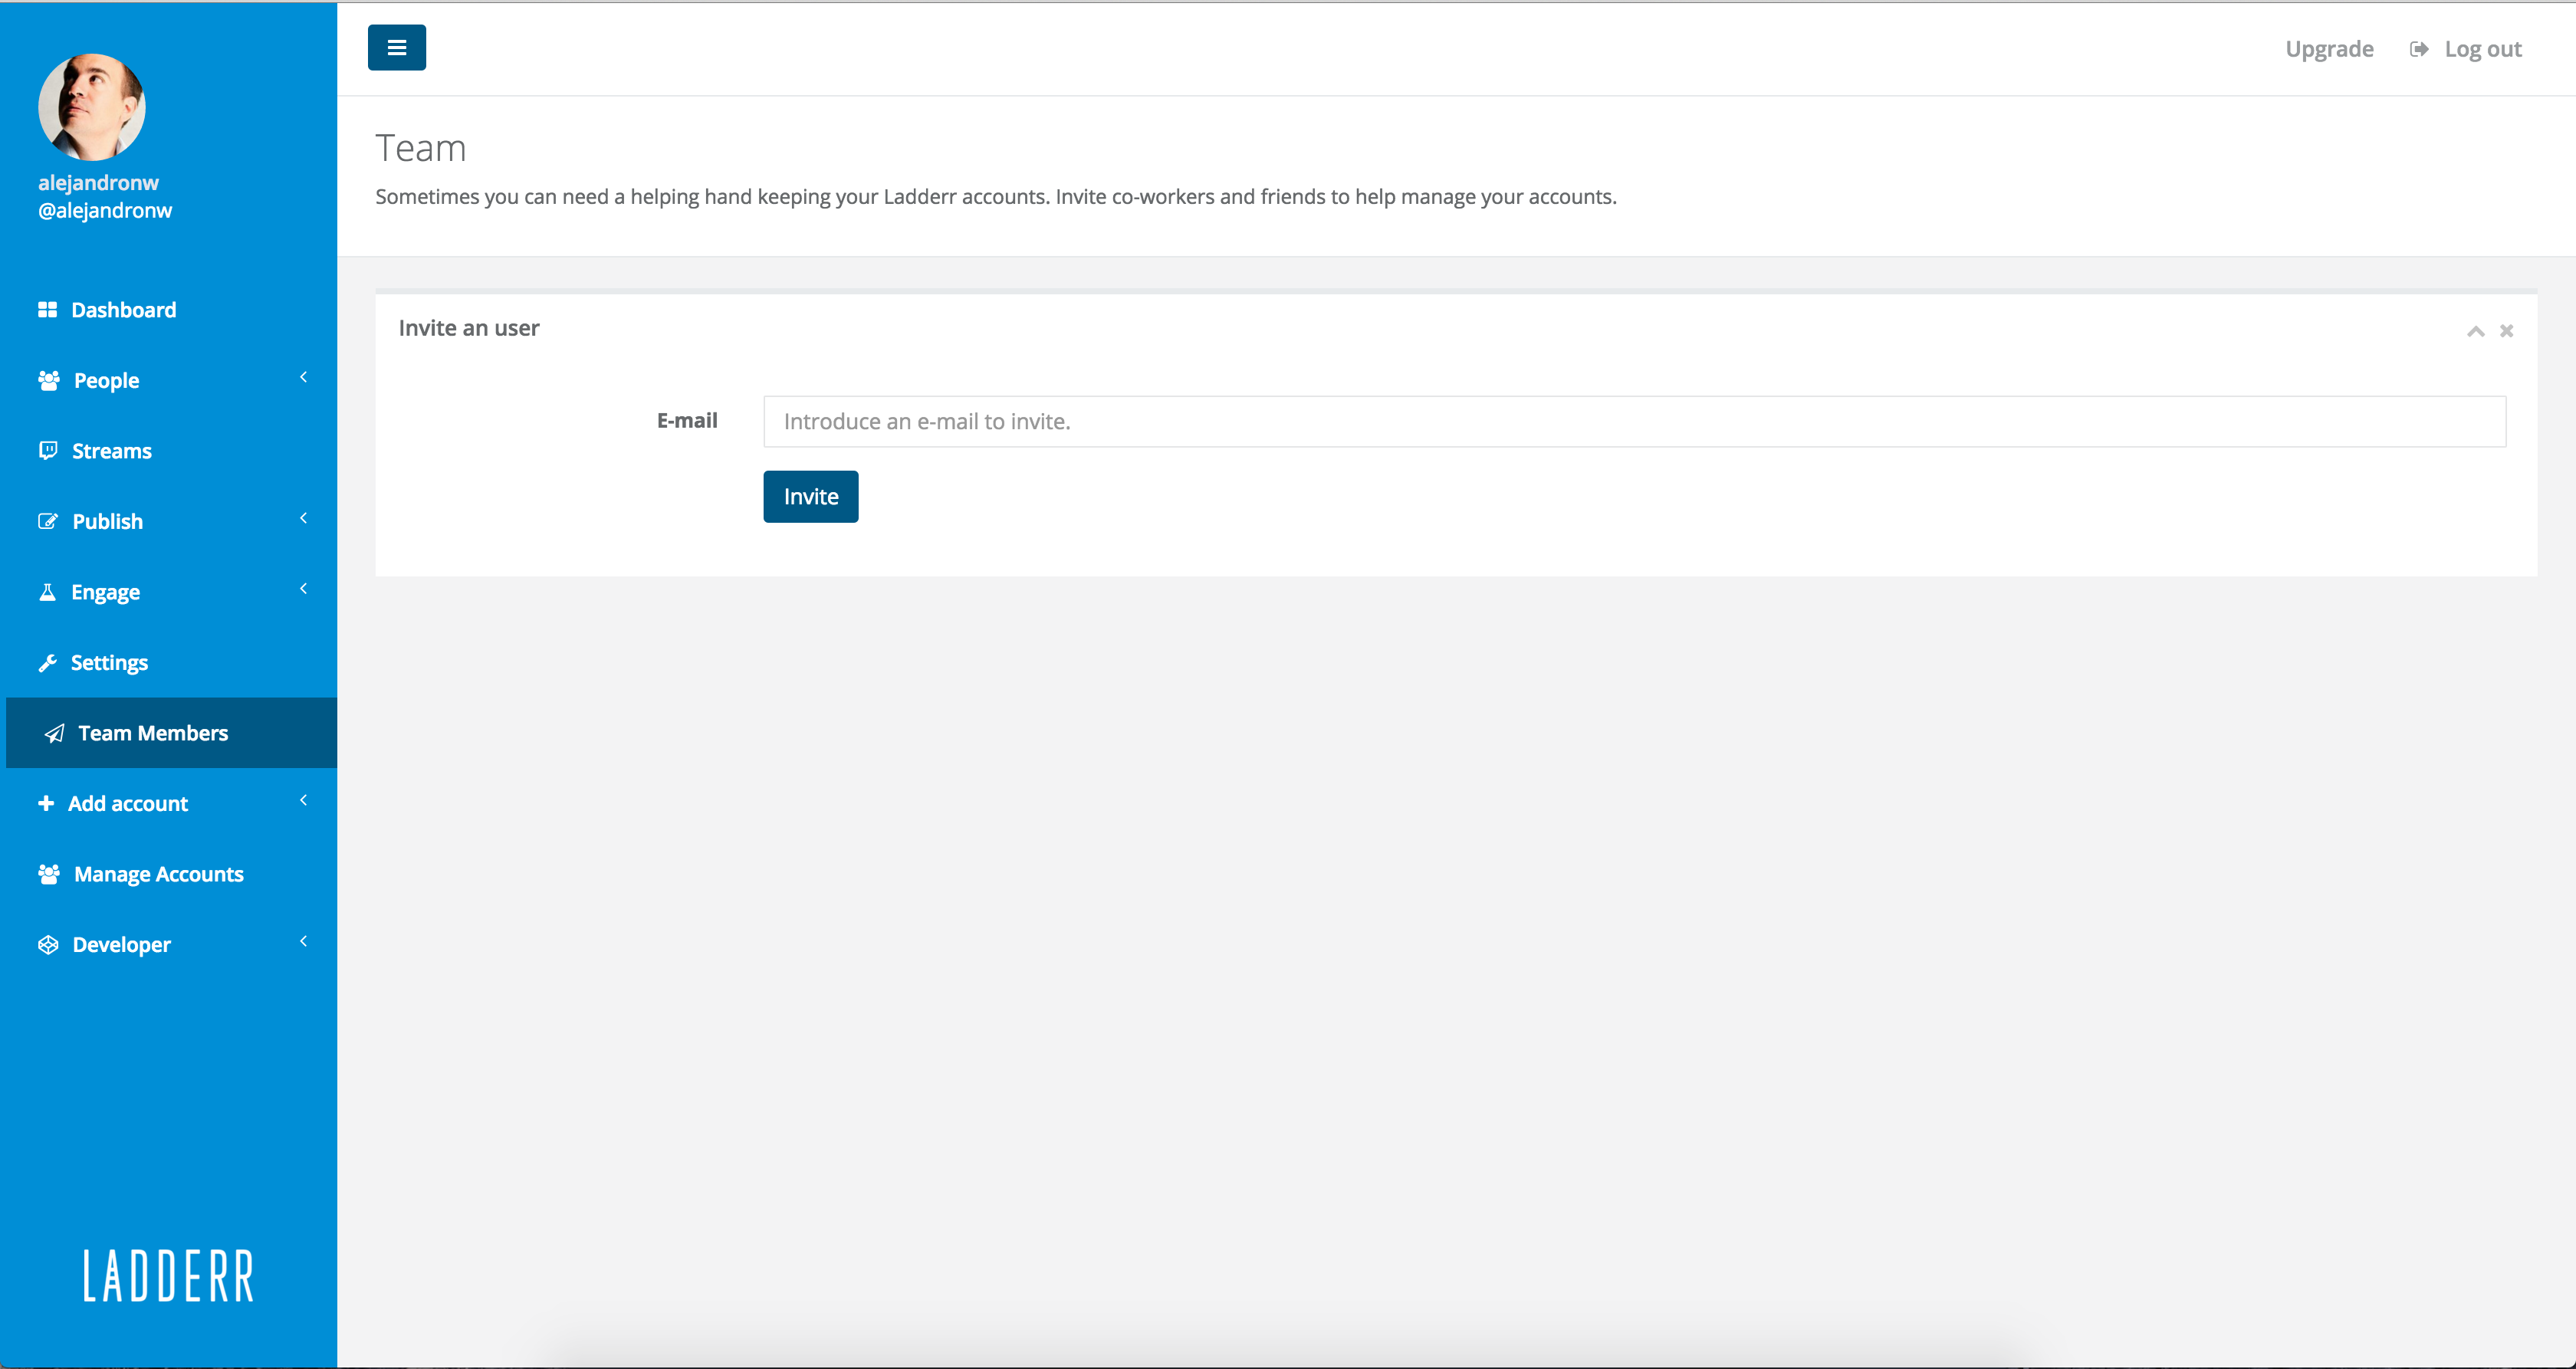 alejandronw
@alejandronw
Dashboard
People
Streams
Publish
Engage
Settings
Team Members
Add account
Manage Accounts
Developer
LADDERR
Upgrade
Log out
Team
Sometimes you can need a helping hand keeping your Ladderr accounts. Invite co-workers and friends to help manage your accounts.
Invite an user
E-mail
Introduce an e-mail to invite.
Invite